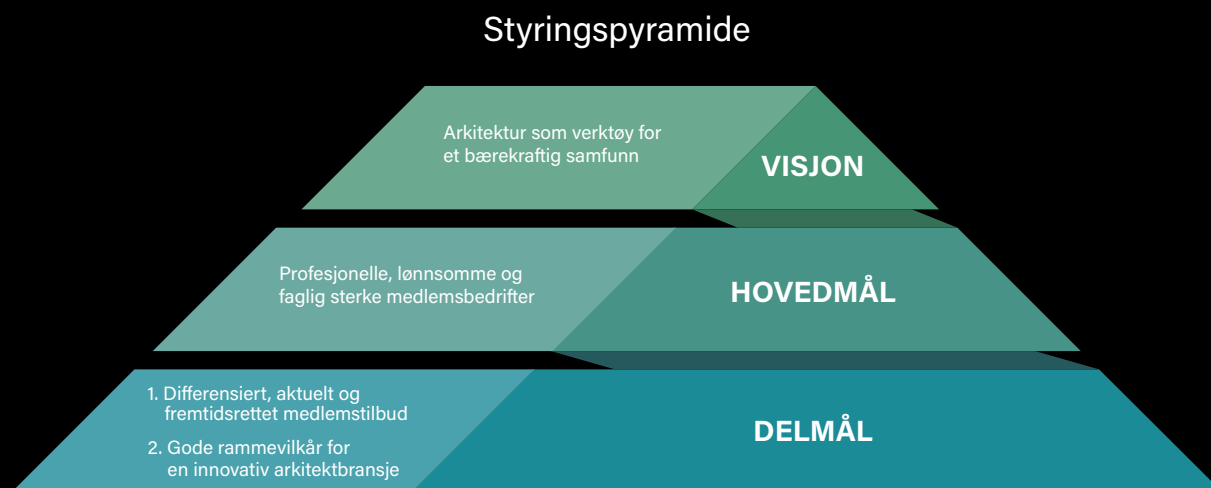 Styringspyramide
Arkitektur som verktøy for
et bærekraftig samfunn
VISJON
Profesjonelle, lønnsomme og
faglig sterke medlemsbedrifter
HOVEDMÅL
1. Differensiert, aktuelt og
fremtidsrettet medlemstilbud
2. Gode rammevilkår for
en innovativ arkitektbransje
DELMÅL